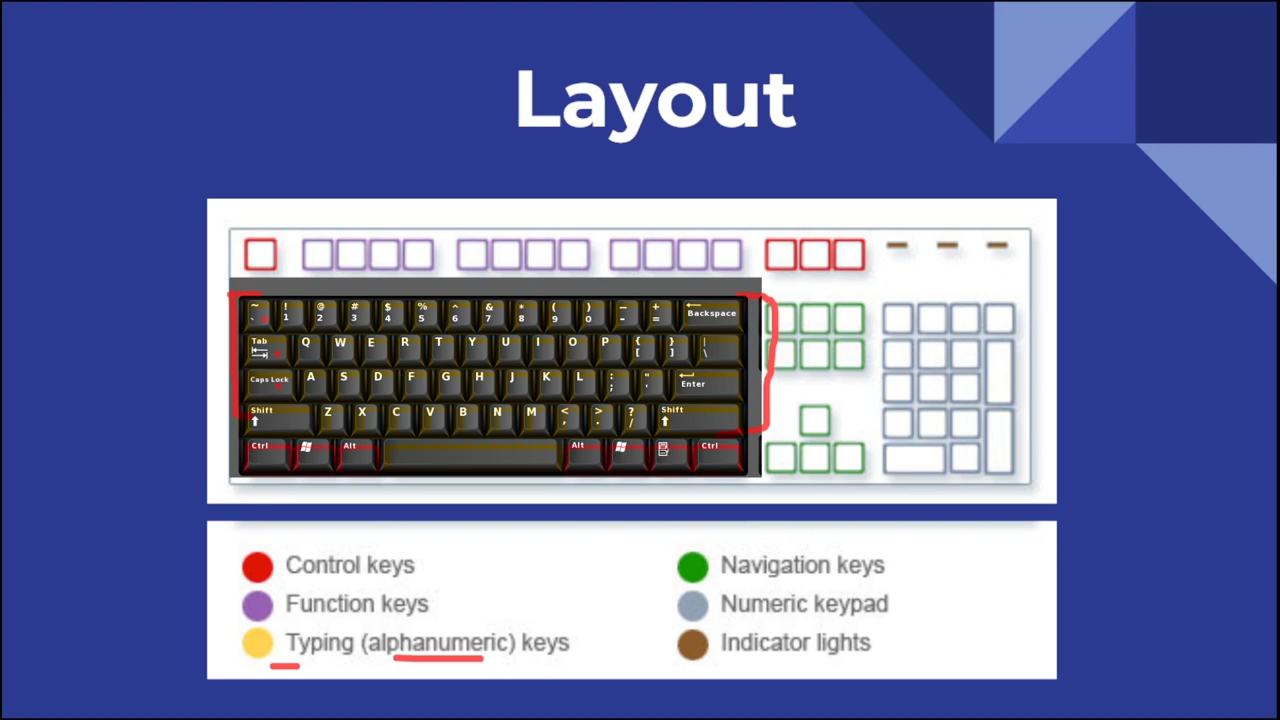 Layout
~ ! @ # $ % ^ & * ( ) _ +
` 1 2 3 4 5 6 7 8 9 0 - = Backspace
Tab Q W E R T Y U I O P { } |
[ ] \
Caps Lock A S D F G H J K L : " Enter
; '
Shift Z X C V B N M < > ? Shift
, . /
Ctrl Alt Alt Ctrl
Control keys
Function keys
Typing (alphanumeric) keys
Navigation keys
Numeric keypad
Indicator lights